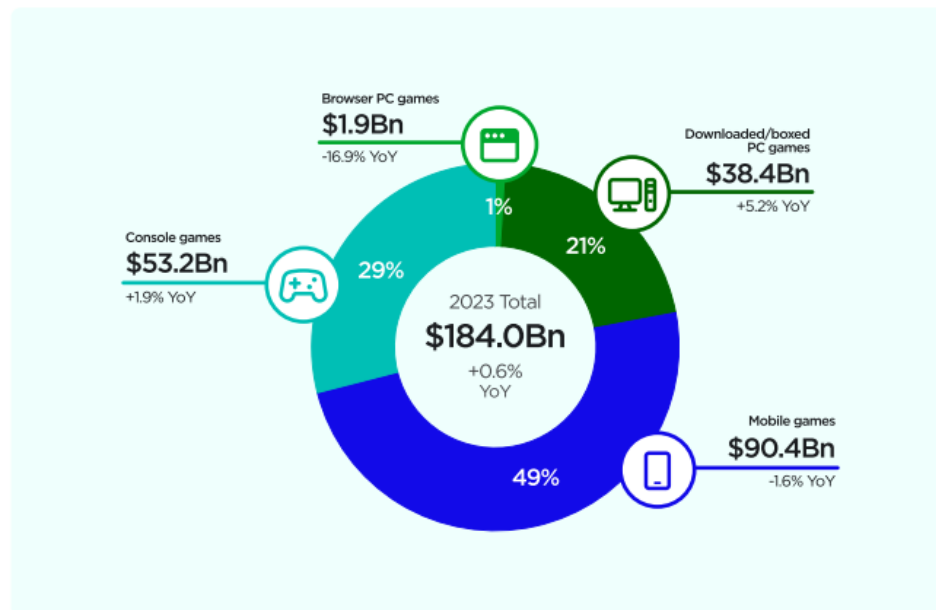 Browser PC games
$1.9Bn
-16.9% YoY
Downloaded/boxed
PC games
$38.4Bn
+5.2% YoY
1%
21%
Console games
$53.2Bn
+1.9% YoY
29%
2023 Total
$184.0Bn
+0.6%
YoY
Mobile games
$90.4Bn
-1.6% YoY
49%